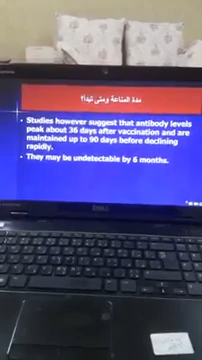 مدة المناعة ومتى تبدأ؟
• Studies however suggest that antibody levels
peak about 36 days after vaccination and are
maintained up to 90 days before declining
rapidly.
• They may be undetectable by 6 months.
DELL